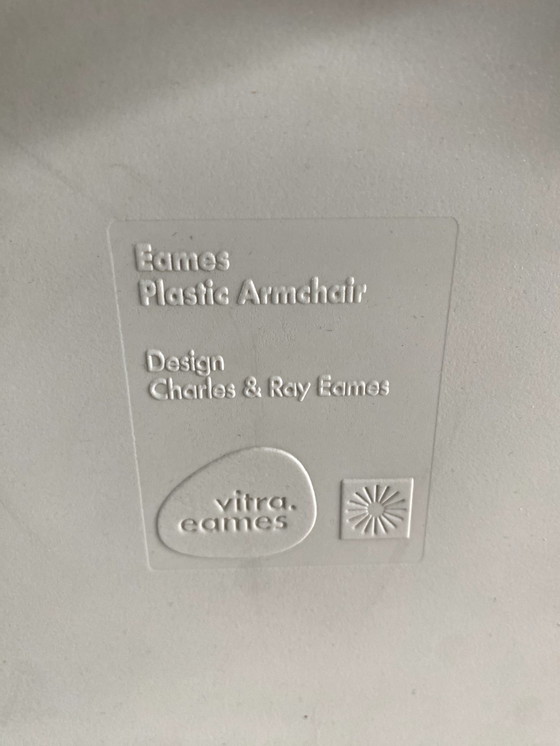 Eames
Plastic Armchair
Design
Charles & Ray Eames
vitra.
eames